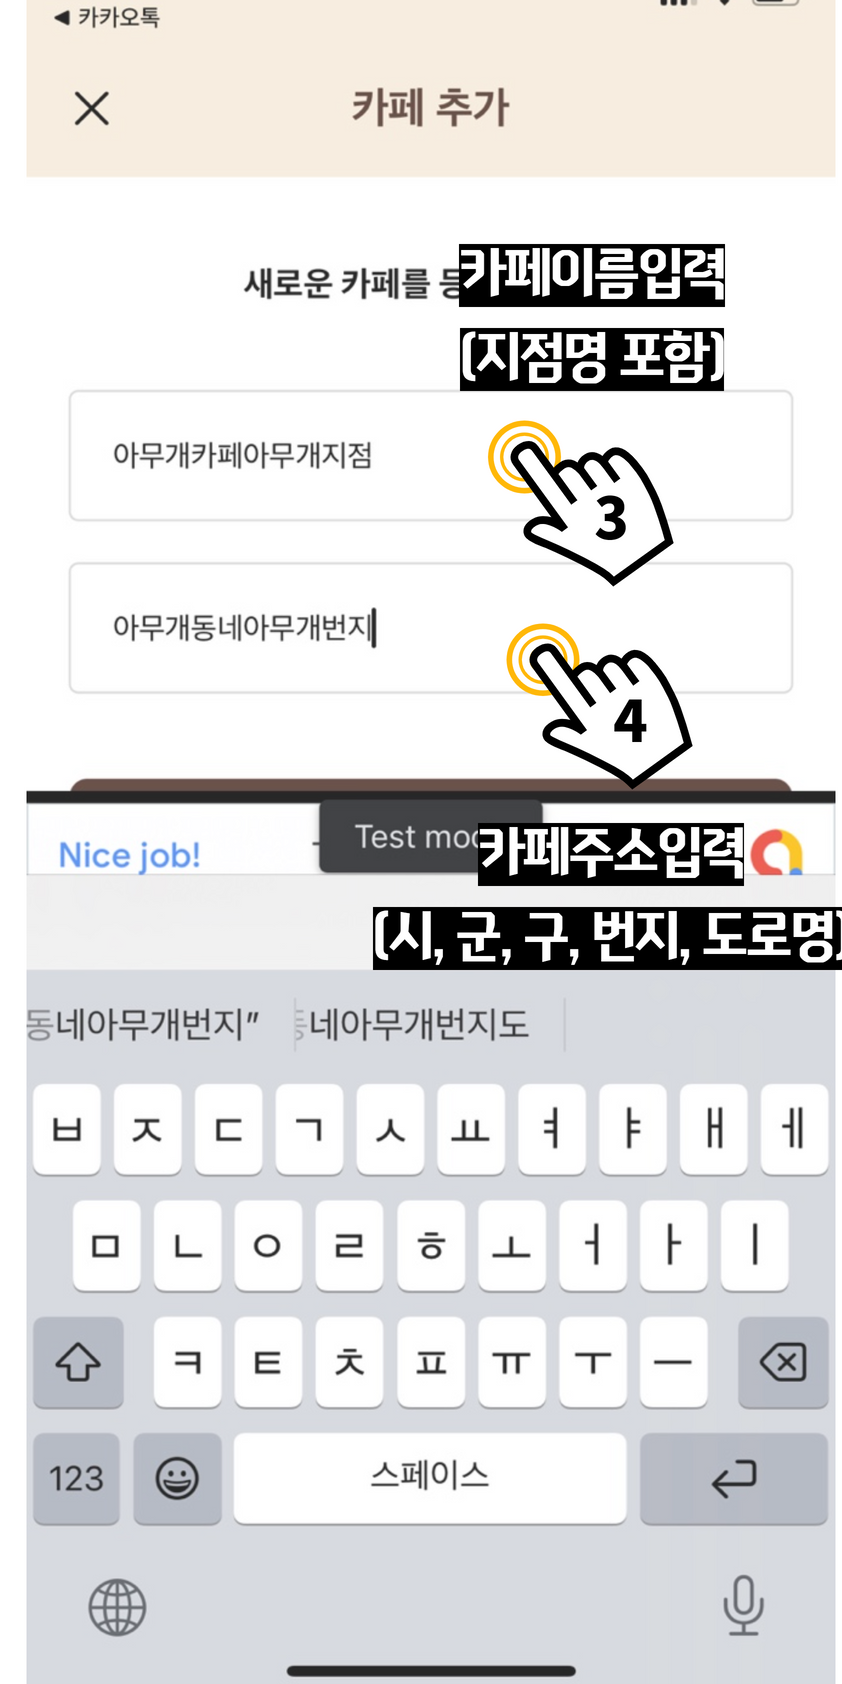 ◀ 카카오톡
카페 추가
새로운 카페를
카페이름입력
(지점명 포함)
아무개카페아무개지점
3
아무개동네아무개번지
4
Nice job!
Test
카페주소입력
(시, 군, 구, 번지, 도로명)
동네아무개번지”
네아무개번지도
ㅂ ㅈ ㄷ ㄱ ㅅ ㅛ ㅕ ㅑ ㅐ ㅔ
ㅁ ㄴ ㅇ ㄹ ㅎ ㅗ ㅓ ㅏ ㅣ
ㅋ ㅌ ㅊ ㅍ ㅠ ㅜ ㅡ
123
스페이스